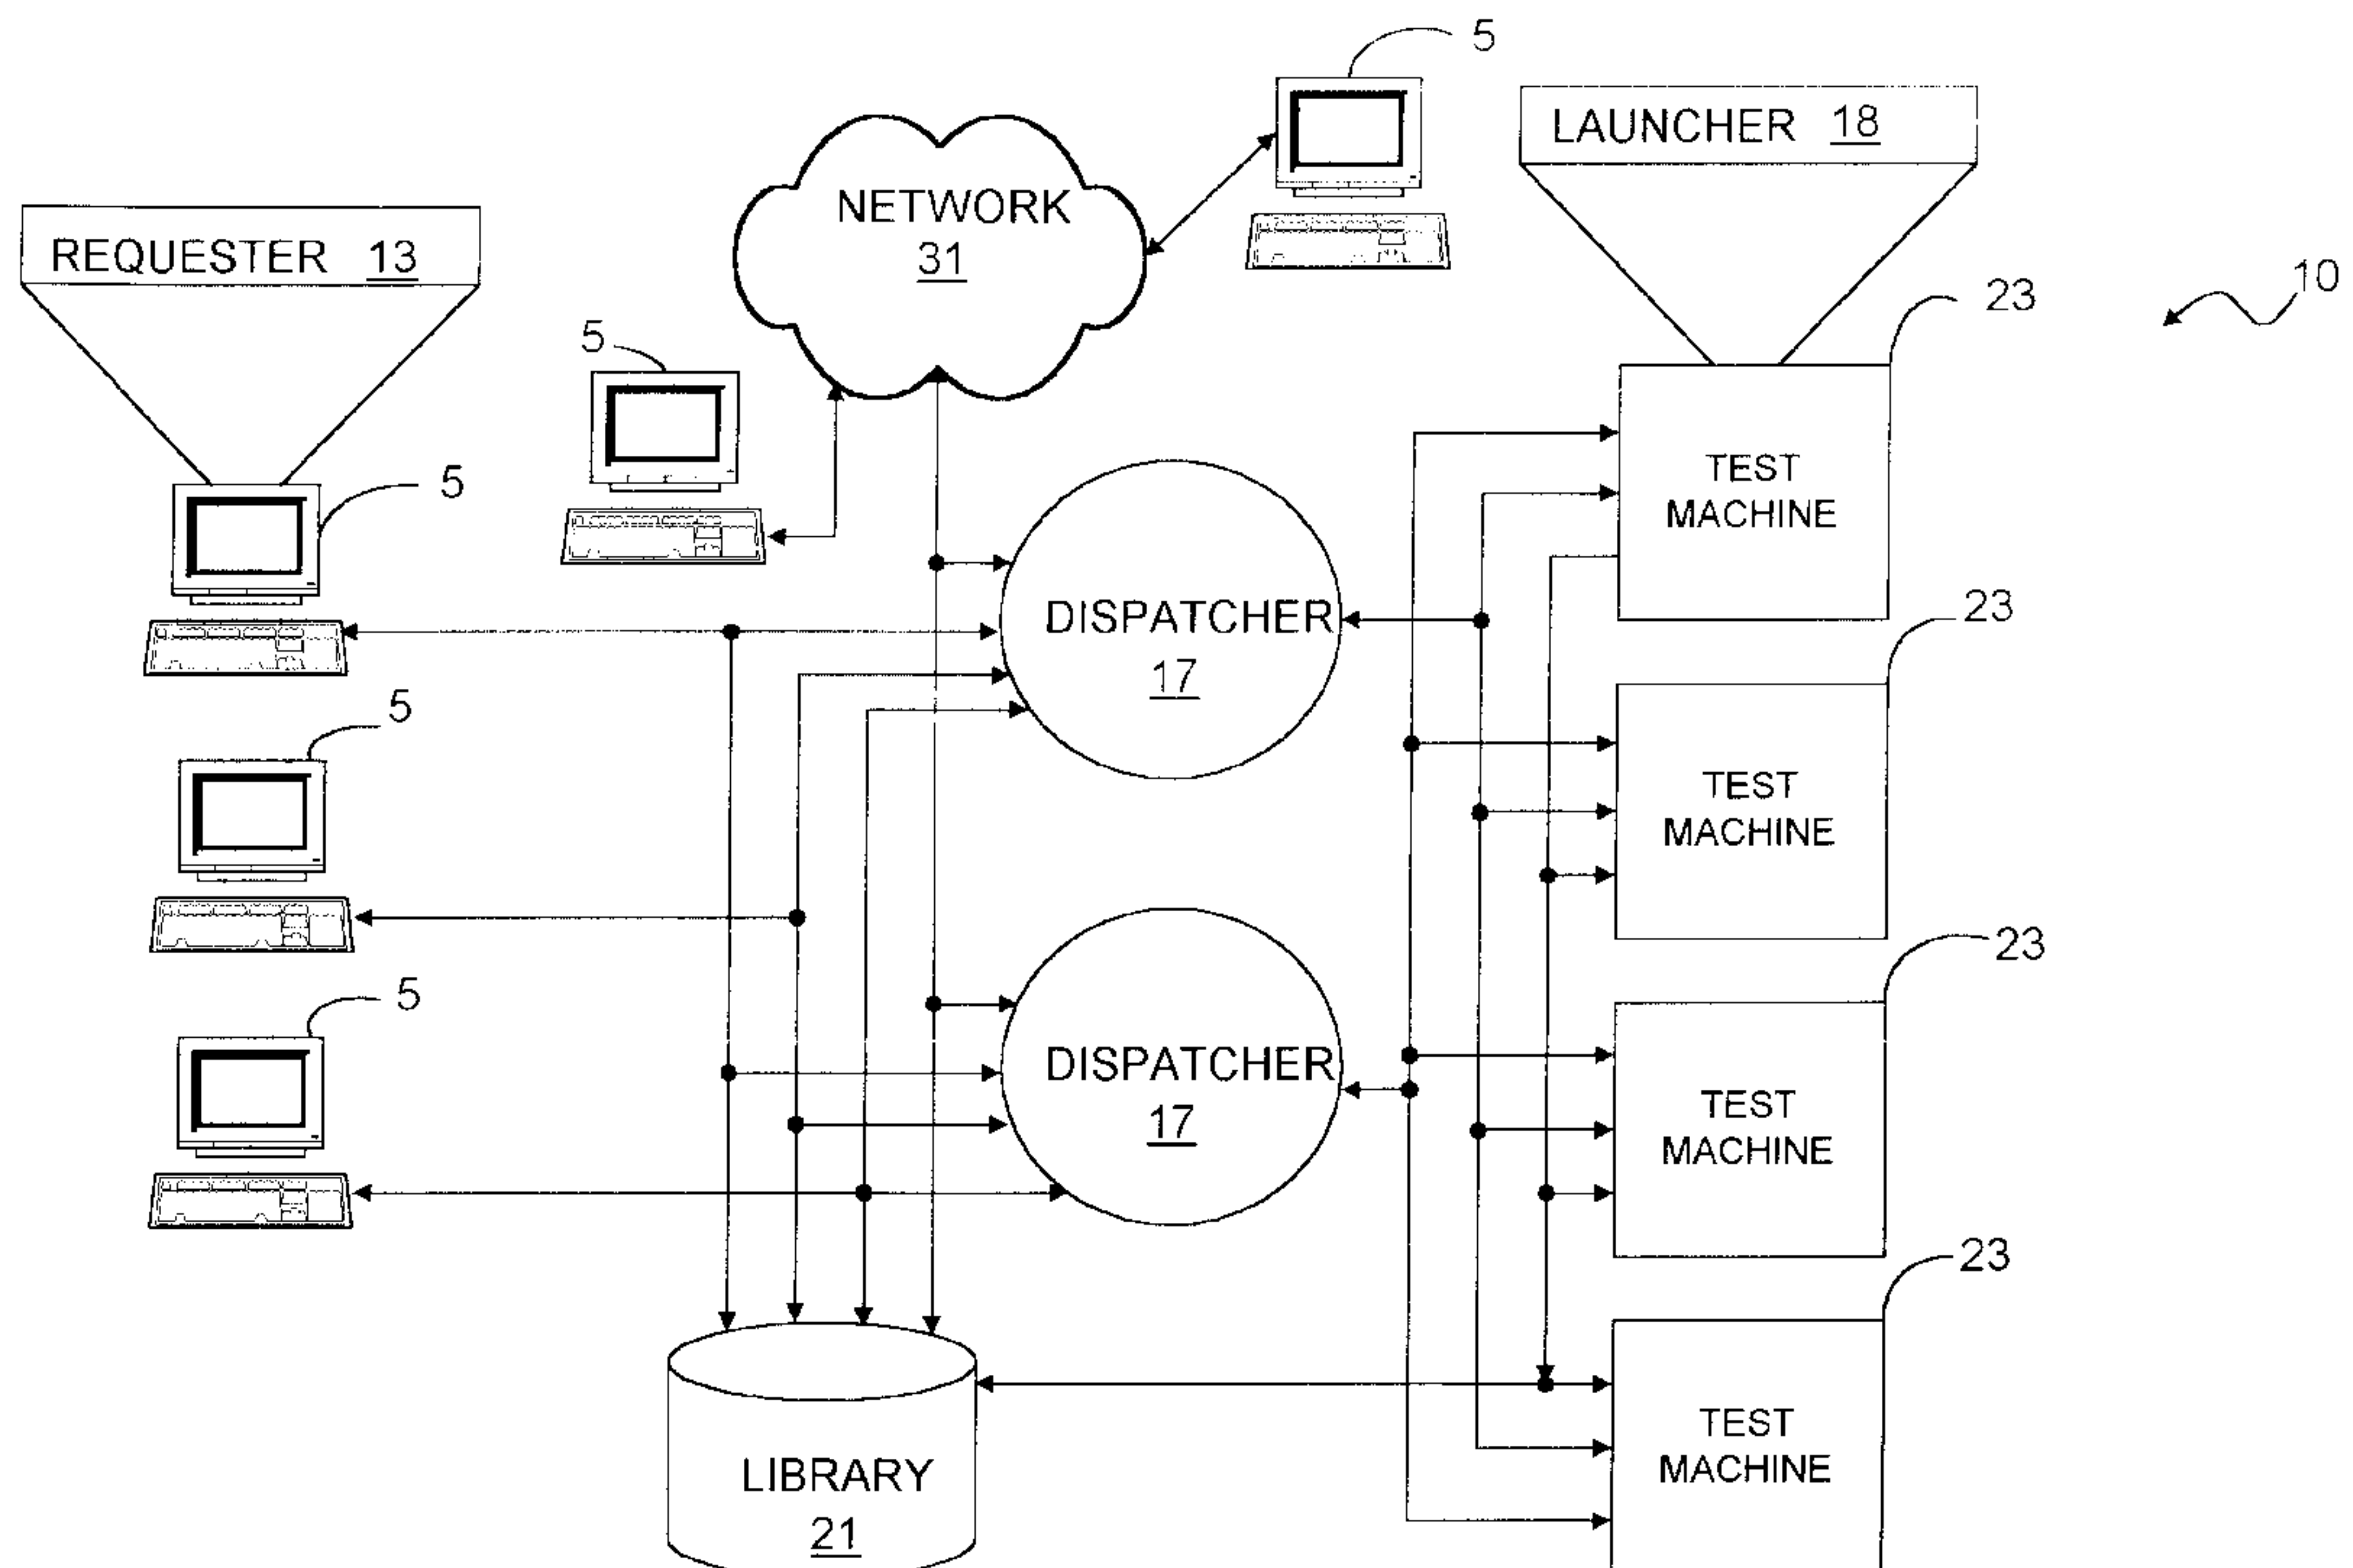 5
LAUNCHER 18
NETWORK
31
REQUESTER 13
10
23
5
5
TEST
MACHINE
DISPATCHER
17
23
5
TEST
MACHINE
23
5
DISPATCHER
17
TEST
MACHINE
23
TEST
MACHINE
LIBRARY
21